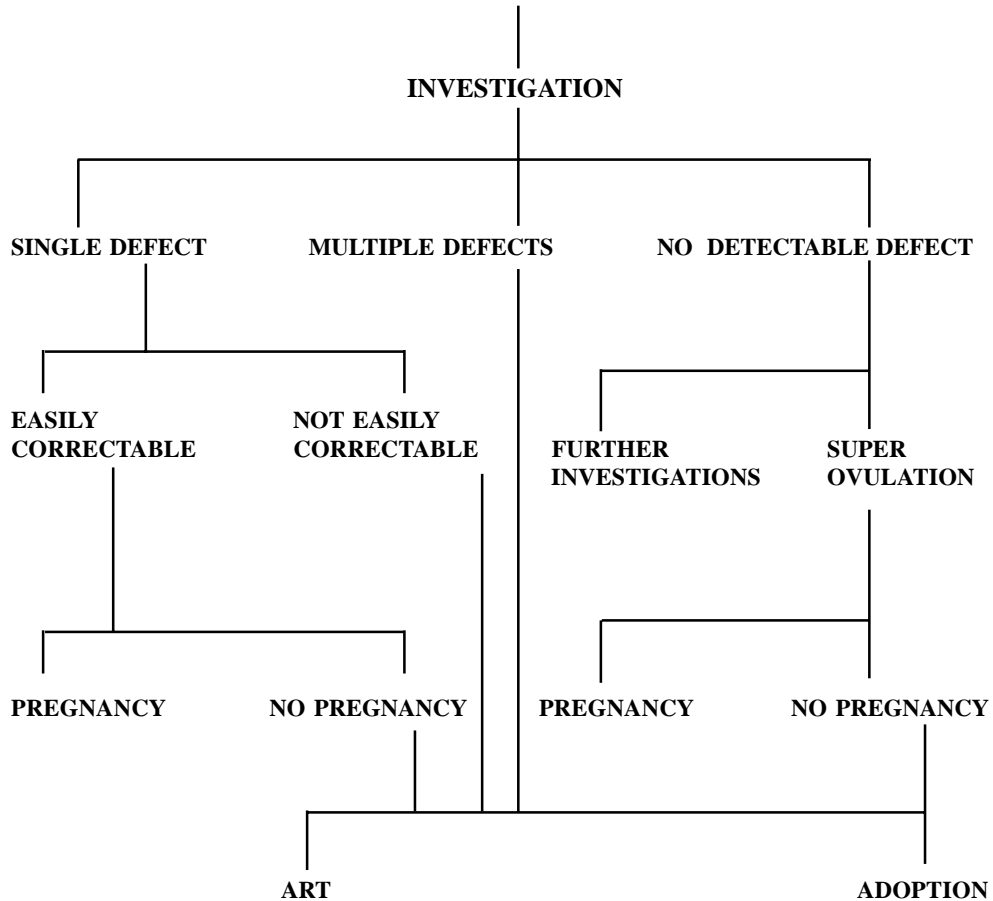 INVESTIGATION
SINGLE DEFECT
MULTIPLE DEFECTS
NO DETECTABLE DEFECT
EASILY
CORRECTABLE
NOT EASILY
CORRECTABLE
FURTHER
INVESTIGATIONS
SUPER
OVULATION
PREGNANCY
NO PREGNANCY
PREGNANCY
NO PREGNANCY
ART
ADOPTION